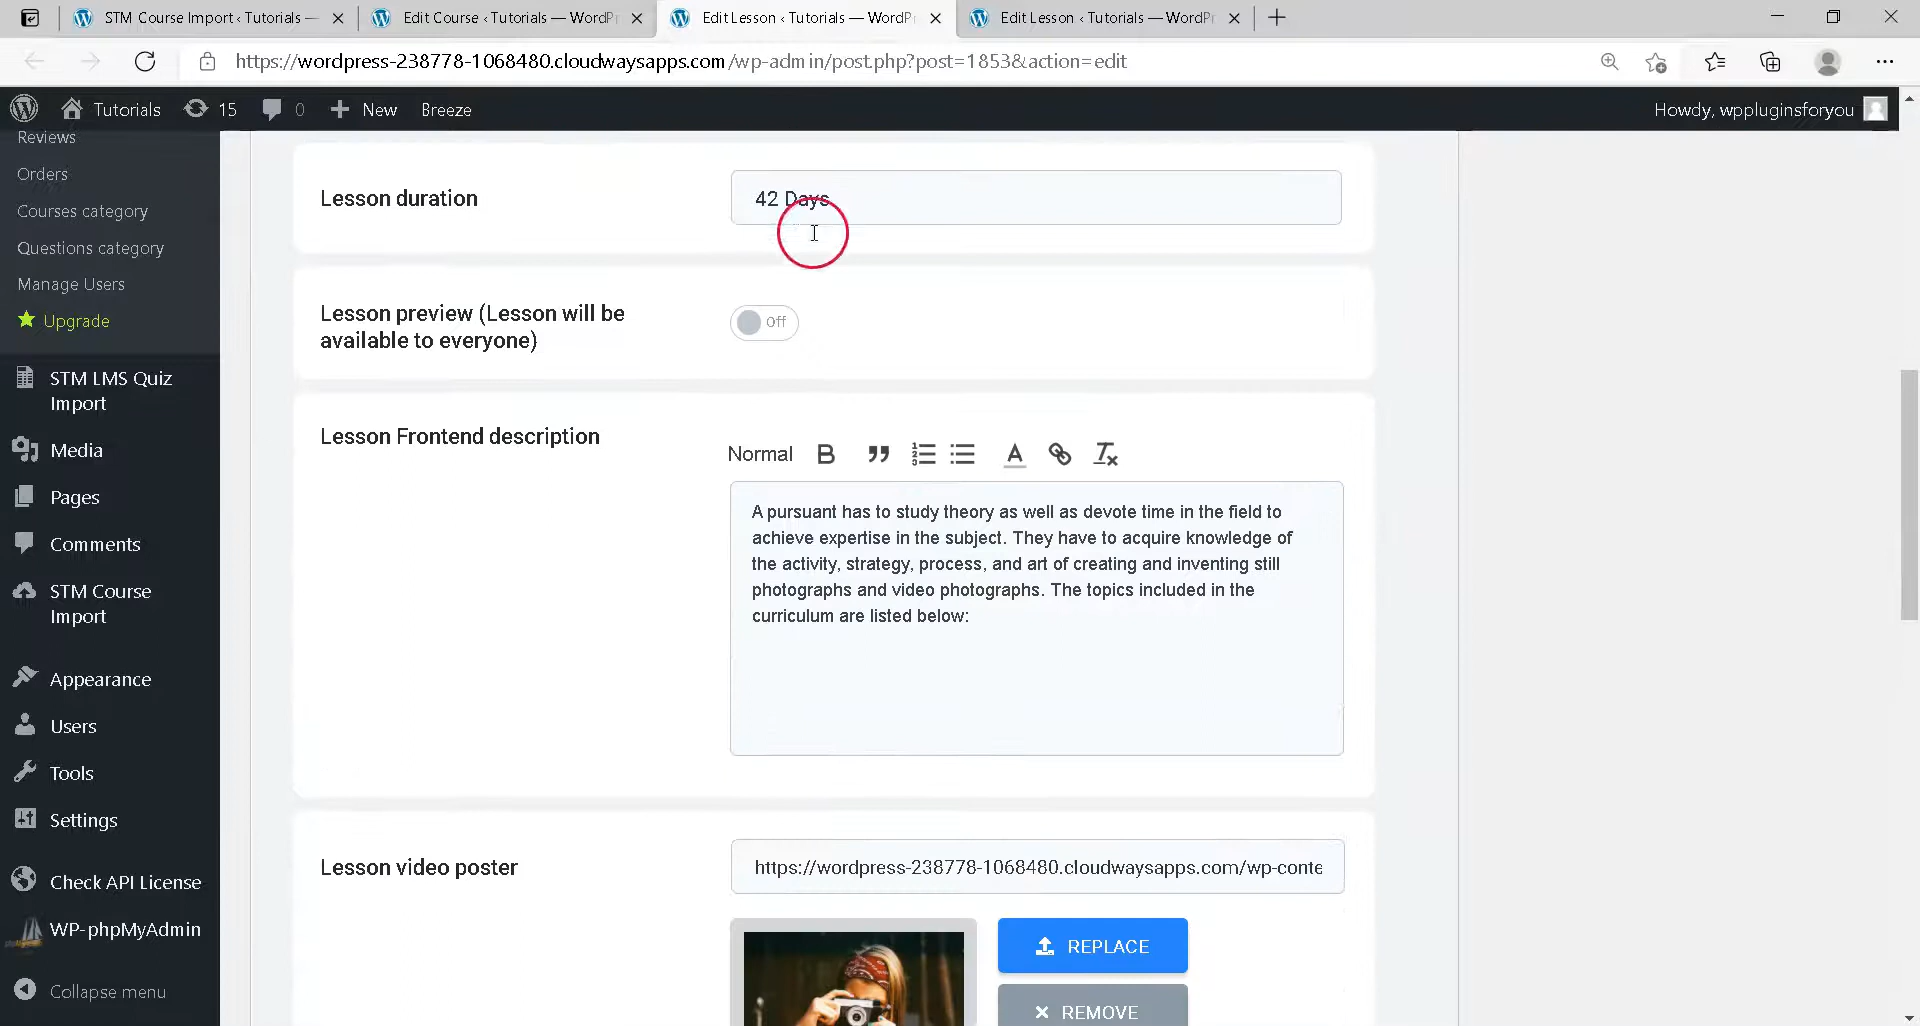 STM Course Import ‹ Tutorials —
Edit Course ‹ Tutorials — WordP
Edit Lesson ‹ Tutorials — WordP
Edit Lesson ‹ Tutorials — WordP
https://wordpress-238778-1068480.cloudwaysapps.com/wp-admin/post.php?post=1853&action=edit
Tutorials
15
0
New
Breeze
Howdy, wppluginsforyou
Reviews
Orders
Courses category
Questions category
Manage Users
Upgrade
STM LMS Quiz
Import
Media
Pages
Comments
STM Course
Import
Appearance
Users
Tools
Settings
Check API License
WP-phpMyAdmin
Collapse menu
Lesson duration
42 Days
Lesson preview (Lesson will be
available to everyone)
Off
Lesson Frontend description
Normal
A pursuant has to study theory as well as devote time in the field to
achieve expertise in the subject. They have to acquire knowledge of
the activity, strategy, process, and art of creating and inventing still
photographs and video photographs. The topics included in the
curriculum are listed below:
Lesson video poster
https://wordpress-238778-1068480.cloudwaysapps.com/wp-conte
REPLACE
REMOVE